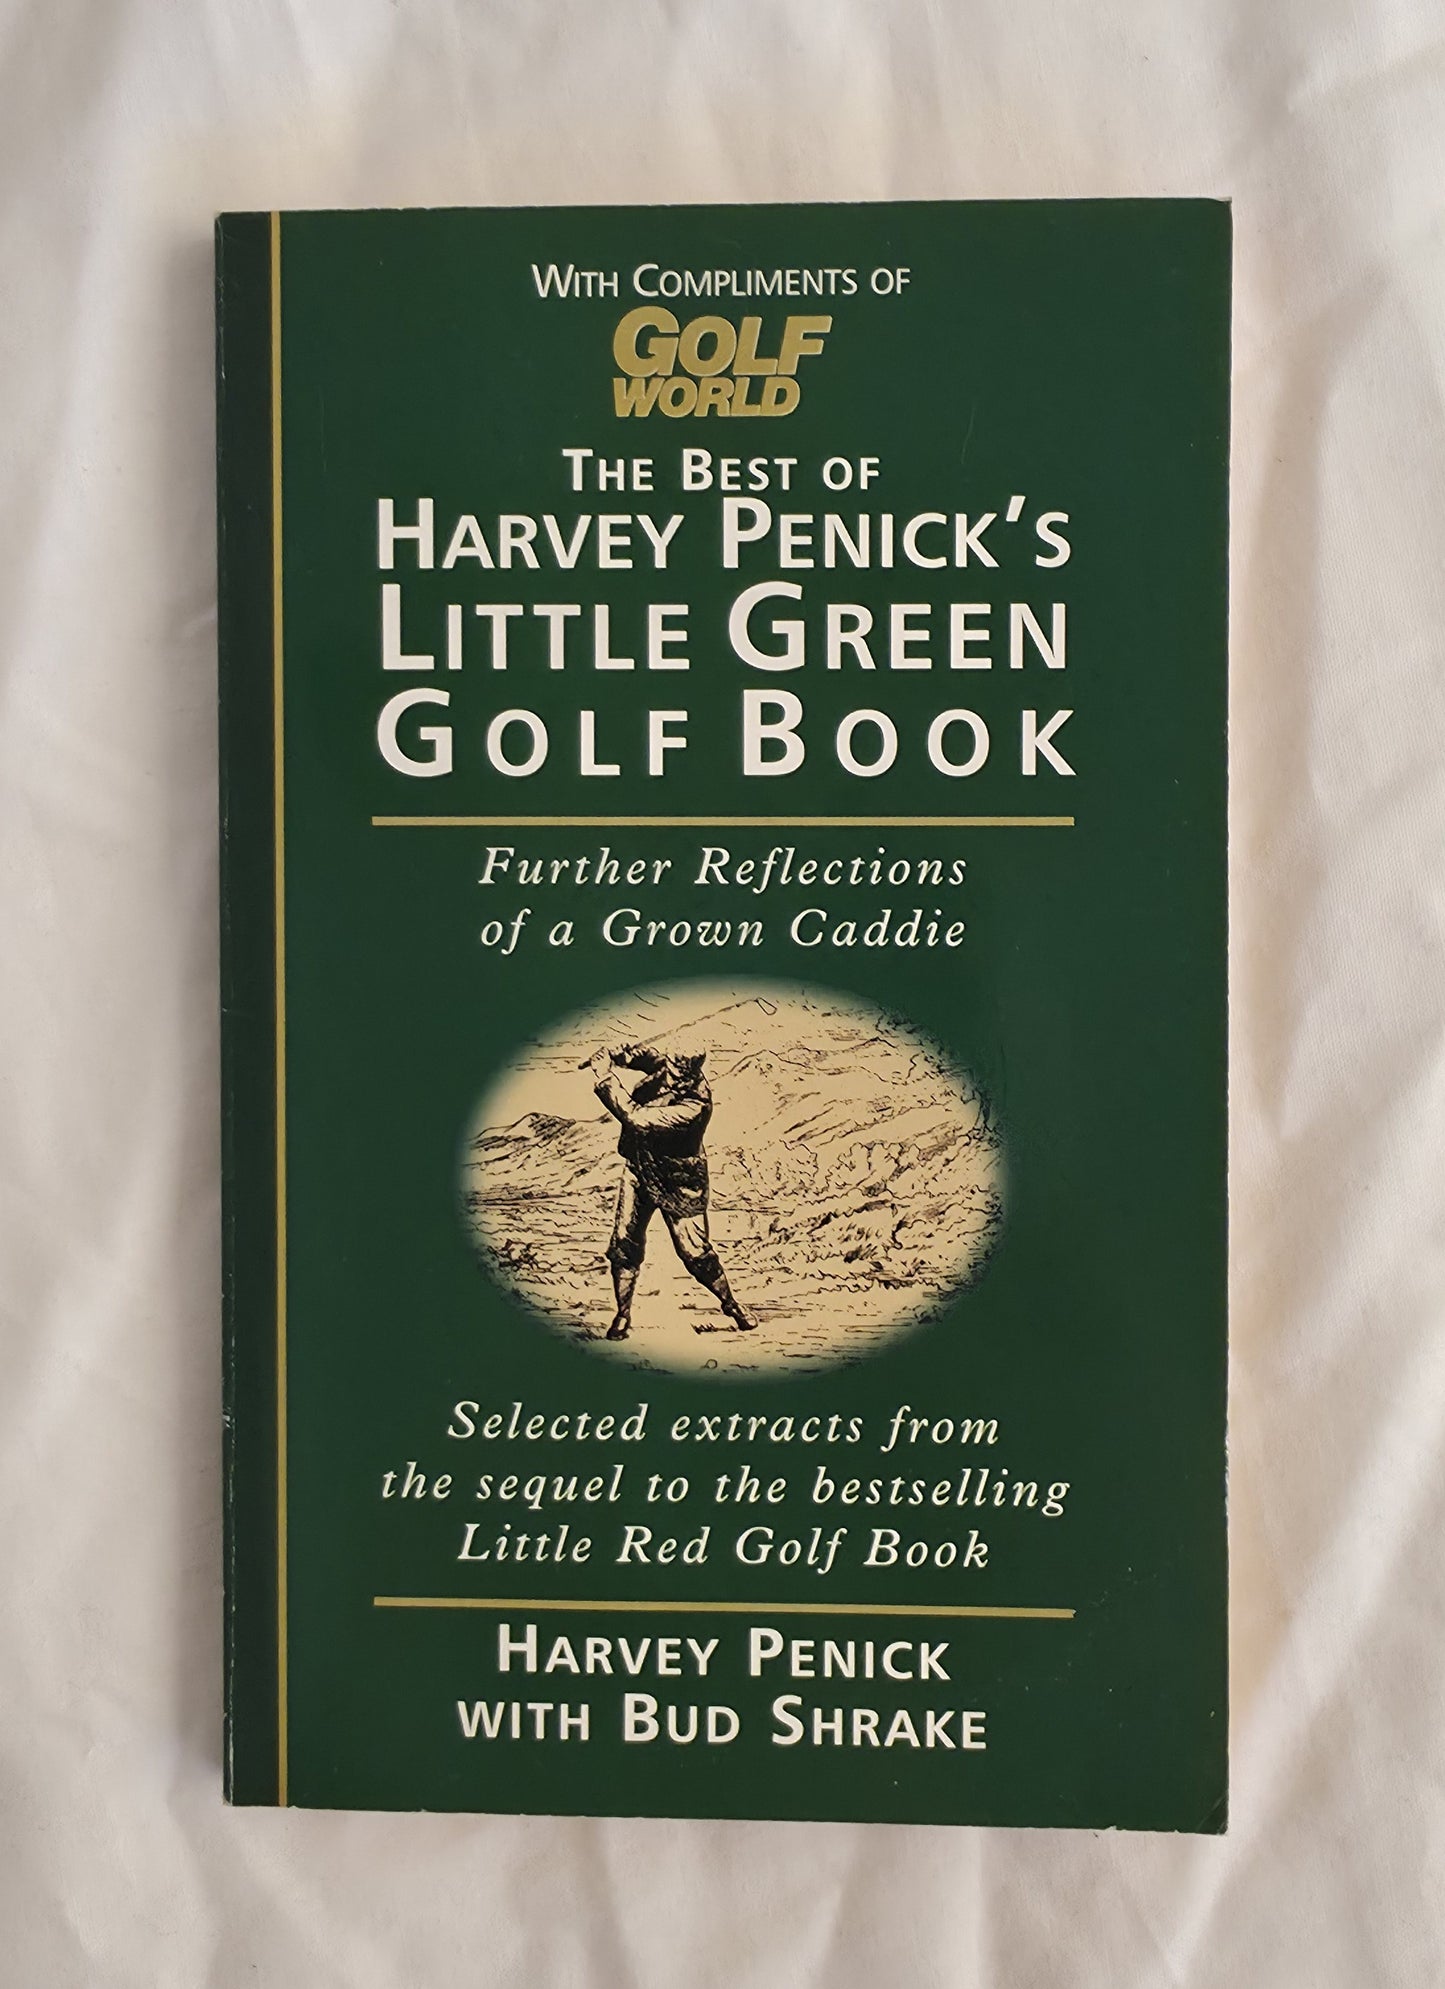 With Compliments of
Golf
World
The Best of
Harvey Penick's
Little Green
Golf Book
Further Reflections
of a Grown Caddie
Selected extracts from
the sequel to the bestselling
Little Red Golf Book
Harvey Penick
with Bud Shrake